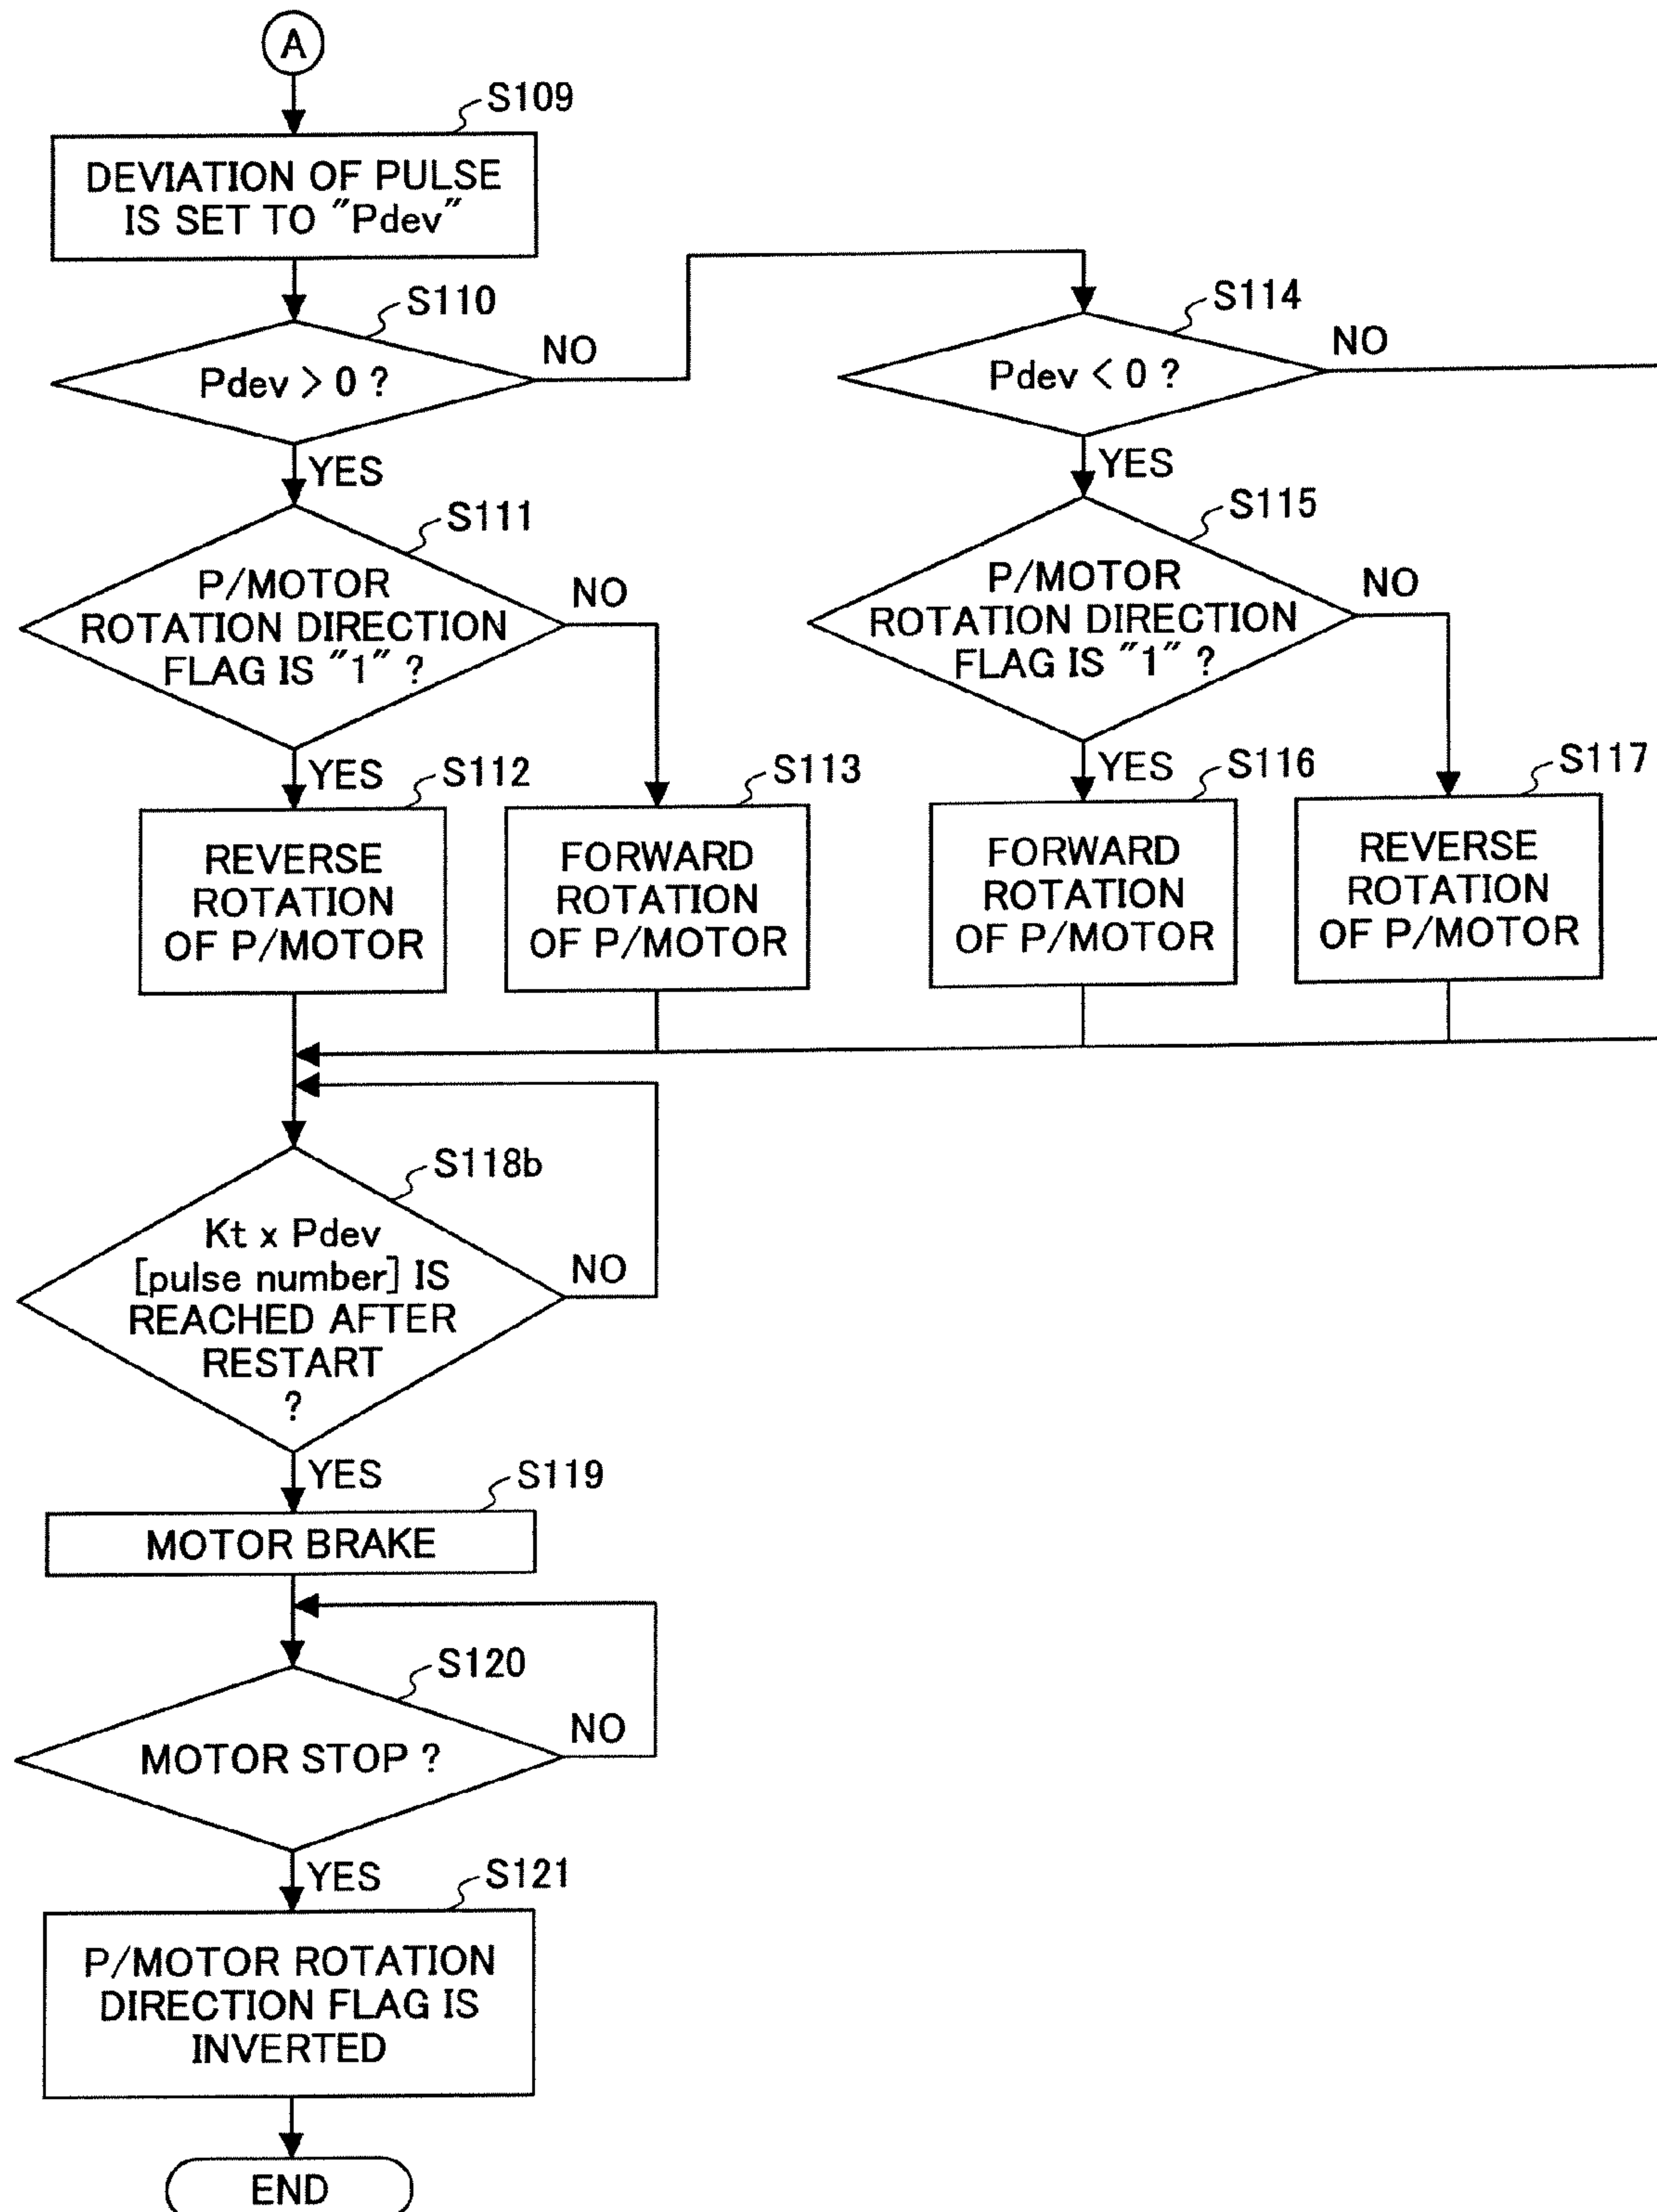 A
S109
DEVIATION OF PULSE
IS SET TO "Pdev"
S110
Pdev > 0 ?
NO
YES
S114
Pdev < 0 ?
NO
YES
S111
P/MOTOR
ROTATION DIRECTION
FLAG IS "1" ?
NO
YES
S115
P/MOTOR
ROTATION DIRECTION
FLAG IS "1" ?
NO
YES
S112
REVERSE
ROTATION
OF P/MOTOR
S113
FORWARD
ROTATION
OF P/MOTOR
S116
FORWARD
ROTATION
OF P/MOTOR
S117
REVERSE
ROTATION
OF P/MOTOR
S118b
Kt x Pdev
[pulse number] IS
REACHED AFTER
RESTART
?
NO
YES
S119
MOTOR BRAKE
S120
MOTOR STOP ?
NO
YES
S121
P/MOTOR ROTATION
DIRECTION FLAG IS
INVERTED
END